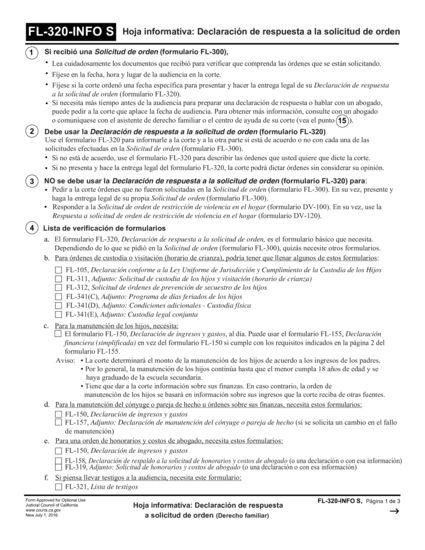 FL-320-INFO S Hoja informativa: Declaración de respuesta a la solicitud de orden
1 Si recibió una Solicitud de orden (formulario FL-300),
• Lea cuidadosamente los documentos que recibió para verificar que comprenda las órdenes que se están solicitando.
• Fíjese en la fecha, hora y lugar de la audiencia en la corte.
• Fíjese si la corte ordenó una fecha específica para presentar y hacer la entrega legal de su Declaración de respuesta
a la solicitud de orden (formulario FL-320).
• Si necesita más tiempo antes de la audiencia para preparar una declaración de respuesta o hablar con un abogado,
puede pedir a la corte que aplace la fecha de audiencia. Para obtener más información, consulte con un abogado
o comuníquese con el asistente de derecho familiar o el centro de ayuda de su corte (vea el punto 15).
2 Debe usar la Declaración de respuesta a la solicitud de orden (formulario FL-320)
Use el formulario FL-320 para informarle a la corte y a la otra parte si está de acuerdo o no con cada una de las
solicitudes efectuadas en la Solicitud de orden (formulario FL-300).
• Si no está de acuerdo, use el formulario FL-320 para describir las órdenes que usted quiere que dicte la corte.
• Si no presenta y hace la entrega legal del formulario FL-320, la corte podrá dictar órdenes sin considerar su opinión.
3 NO se debe usar la Declaración de respuesta a la solicitud de orden (formulario FL-320) para:
• Pedir a la corte órdenes que no fueron solicitadas en la Solicitud de orden (formulario FL-300). En su vez, presente y
haga la entrega legal de su propia Solicitud de orden (formulario FL-300).
• Responder a la Solicitud de orden de restricción de violencia en el hogar (formulario DV-100). En su vez, use la
Respuesta a solicitud de orden de restricción de violencia en el hogar (formulario DV-120).
4 Lista de verificación de formularios
a. El formulario FL-320, Declaración de respuesta a la solicitud de orden, es el formulario básico que necesita.
Dependiendo de lo que se pidió en la Solicitud de orden (formulario FL-300), quizás necesite otros formularios.
b. Para órdenes de custodia o visitación (horario de crianza), podría tener que llenar algunos de estos formularios:
FL-105, Declaración conforme a la Ley Uniforme de Jurisdicción y Cumplimiento de la Custodia de los Hijos
FL-311, Adjunto: Solicitud de custodia de los hijos y visitación (horario de crianza)
FL-312, Solicitud de órdenes de prevención de secuestro de los hijos
FL-341(C), Adjunto: Programa de días feriados de los hijos
FL-341(D), Adjunto: Condiciones adicionales - Custodia física
FL-341(E), Adjunto: Custodia legal conjunta
c. Para la manutención de los hijos, necesita:
El formulario FL-150, Declaración de ingresos y gastos, al día. Puede usar el formulario FL-155, Declaración
financiera (simplificada) en vez del formulario FL-150 si cumple con los requisitos indicados en la página 2 del
formulario FL-155.
Aviso: • La corte determinará el monto de la manutención de los hijos de acuerdo a los ingresos de los padres.
• Por lo general, la manutención de los hijos continúa hasta que el menor cumpla 18 años de edad y se
haya graduado de la escuela secundaria.
• Tiene que dar a la corte información sobre sus finanzas. En caso contrario, la orden de
manutención de los hijos se basará en información sobre sus ingresos que la corte reciba de otras fuentes.
d. Para la manutención del cónyuge o pareja de hecho u órdenes sobre sus finanzas, necesita estos formularios:
FL-150, Declaración de ingresos y gastos
FL-157, Adjunto: Declaración de manutención del cónyuge o pareja de hecho (si se solicita un cambio en el fallo
de manutención)
e. Para una orden de honorarios y costos de abogado, necesita estos formularios:
FL-150, Declaración de ingresos y gastos
FL-158, Declaración de respaldo a la solicitud de honorarios y costos de abogado (o una declaración o con esa información)
FL-319, Adjunto: Solicitud de honorarios y costos de abogado (o una declaración o con esa información)
f. Si piensa llevar testigos a la audiencia, necesita este formulario:
FL-321, Lista de testigos
Form Approved for Optional Use
Judicial Council of California
www.courts.ca.gov
New July 1, 2016
Hoja informativa: Declaración de respuesta
a solicitud de orden (Derecho familiar)
FL-320-INFO S, Página 1 de 3